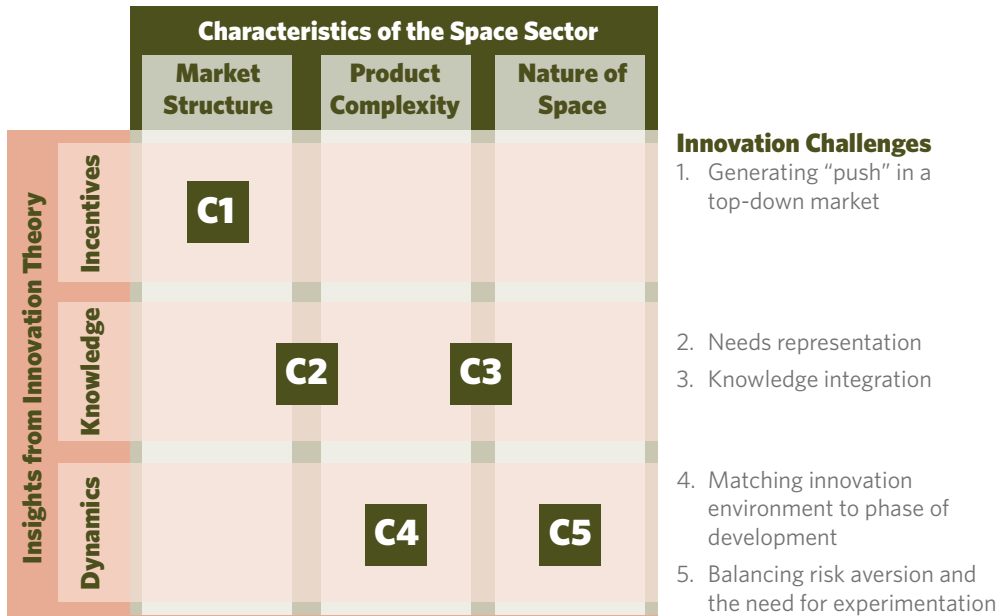 Characteristics of the Space Sector
Market
Structure
Product
Complexity
Nature of
Space
Insights from Innovation Theory
Incentives
C1
Knowledge
C2
C3
Dynamics
C4
C5
Innovation Challenges
1. Generating “push” in a
top-down market
2. Needs representation
3. Knowledge integration
4. Matching innovation
environment to phase of
development
5. Balancing risk aversion and
the need for experimentation